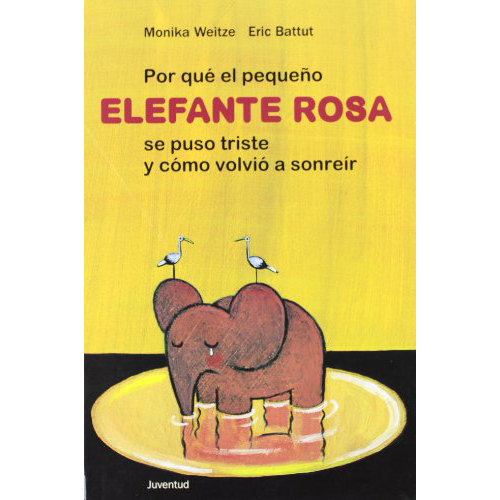 Monika Weitze Eric Battut
Por qué el pequeño
ELEFANTE ROSA
se puso triste
y cómo volvió a sonreír
Juventud